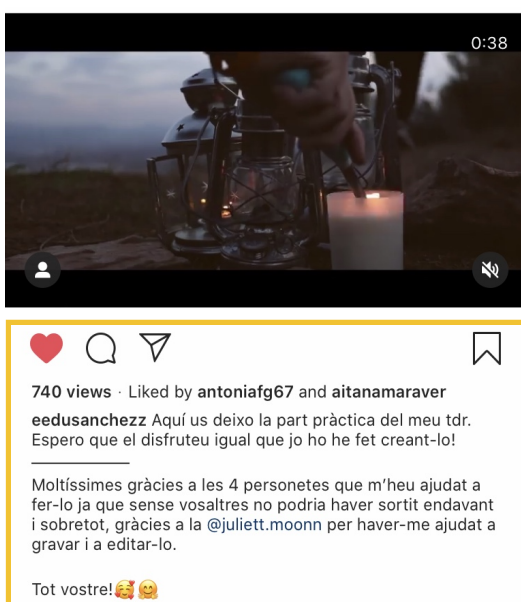 0:38
740 views · Liked by antoniafg67 and aitanamaraver
eedusanchezz Aquí us deixo la part pràctica del meu tdr.
Espero que el disfruteu igual que jo ho he fet creant-lo!
Moltíssimes gràcies a les 4 personetes que m’heu ajudat a
fer-lo ja que sense vosaltres no podria haver sortit endavant
i sobretot, gràcies a la @juliett.moonn per haver-me ajudat a
gravar i a editar-lo.
Tot vostre!🥰🤗